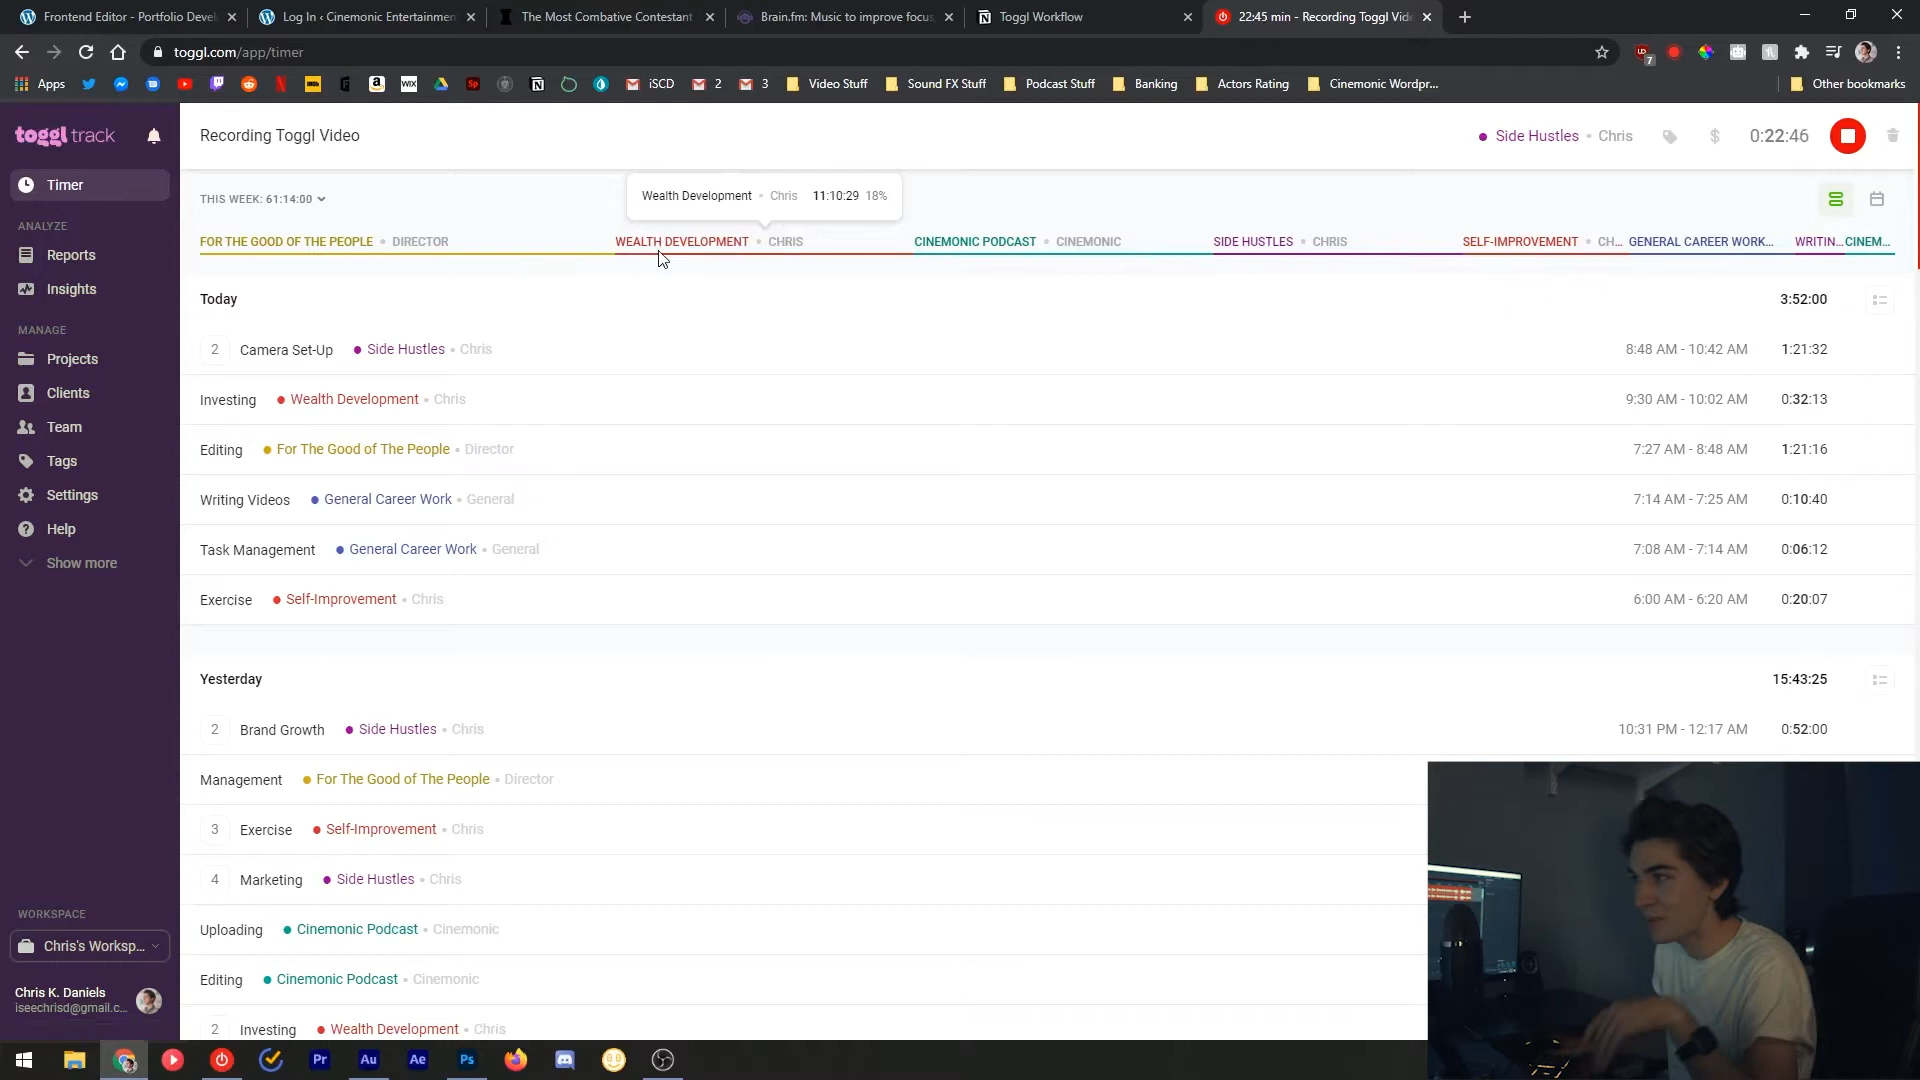 Frontend Editor - Portfolio Devel
Log In ‹ Cinemonic Entertainmen
The Most Combative Contestant
Brain.fm: Music to improve focus,
Toggl Workflow
22:45 min - Recording Toggl Vide
toggl.com/app/timer
7
Apps
iSCD
2
3
Video Stuff
Sound FX Stuff
Podcast Stuff
Banking
Actors Rating
Cinemonic Wordpr...
Other bookmarks
toggl track
Recording Toggl Video
Side Hustles • Chris
$
0:22:46
Timer
THIS WEEK: 61:14:00
Wealth Development • Chris 11:10:29 18%
ANALYZE
FOR THE GOOD OF THE PEOPLE • DIRECTOR
WEALTH DEVELOPMENT • CHRIS
CINEMONIC PODCAST • CINEMONIC
SIDE HUSTLES • CHRIS
SELF-IMPROVEMENT • CH...
GENERAL CAREER WORK...
WRITIN...
CINEM...
Reports
Insights
MANAGE
Projects
Clients
Team
Tags
Settings
Help
Show more
Today 3:52:00
2 Camera Set-Up • Side Hustles • Chris 8:48 AM - 10:42 AM 1:21:32
Investing • Wealth Development • Chris 9:30 AM - 10:02 AM 0:32:13
Editing • For The Good of The People • Director 7:27 AM - 8:48 AM 1:21:16
Writing Videos • General Career Work • General 7:14 AM - 7:25 AM 0:10:40
Task Management • General Career Work • General 7:08 AM - 7:14 AM 0:06:12
Exercise • Self-Improvement • Chris 6:00 AM - 6:20 AM 0:20:07
Yesterday 15:43:25
2 Brand Growth • Side Hustles • Chris 10:31 PM - 12:17 AM 0:52:00
Management • For The Good of The People • Director
3 Exercise • Self-Improvement • Chris
4 Marketing • Side Hustles • Chris
Uploading • Cinemonic Podcast • Cinemonic
Editing • Cinemonic Podcast • Cinemonic
2 Investing • Wealth Development • Chris
WORKSPACE
Chris's Worksp...
Chris K. Daniels
iseechrisd@gmail.c...
Pr
Au
Ae
Ps